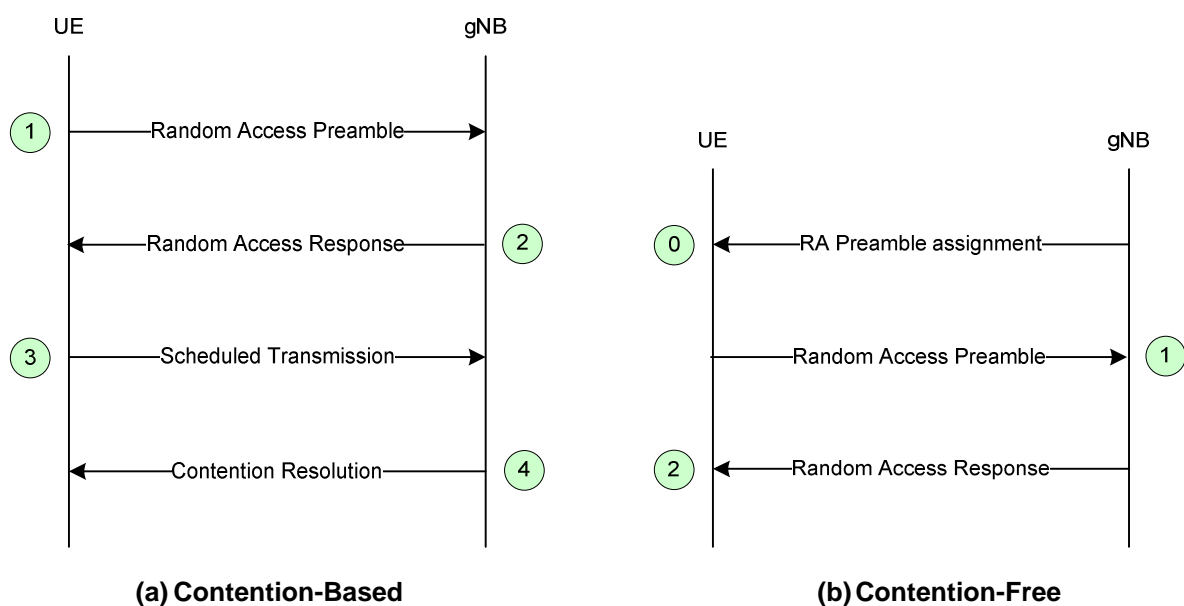 UE
gNB
1
Random Access Preamble
Random Access Response
2
3
Scheduled Transmission
Contention Resolution
4
(a) Contention-Based
UE
gNB
0
RA Preamble assignment
Random Access Preamble
1
2
Random Access Response
(b) Contention-Free